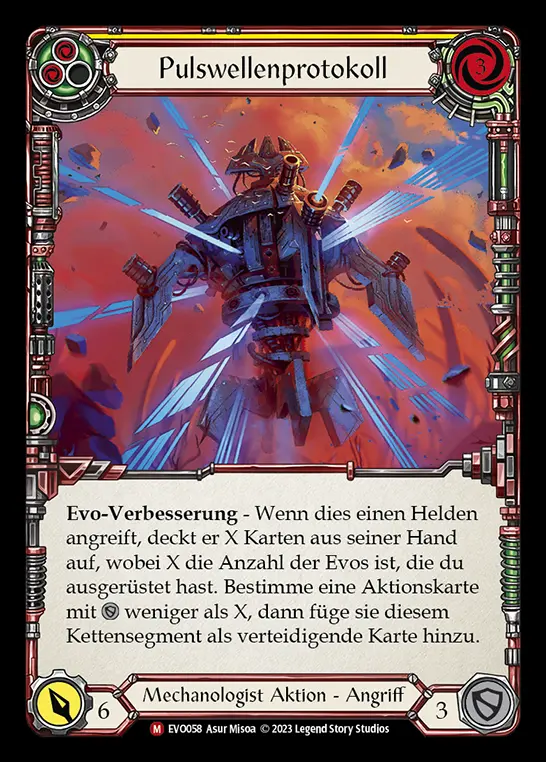 Pulswellenprotokoll
3
Evo-Verbesserung - Wenn dies einen Helden
angreift, deckt er X Karten aus seiner Hand
auf, wobei X die Anzahl der Evos ist, die du
ausgerüstet hast. Bestimme eine Aktionskarte
mit weniger als X, dann füge sie diesem
Kettensegment als verteidigende Karte hinzu.
6
Mechanologist Aktion - Angriff
3
M EVO058 Asur Misoa © 2023 Legend Story Studios